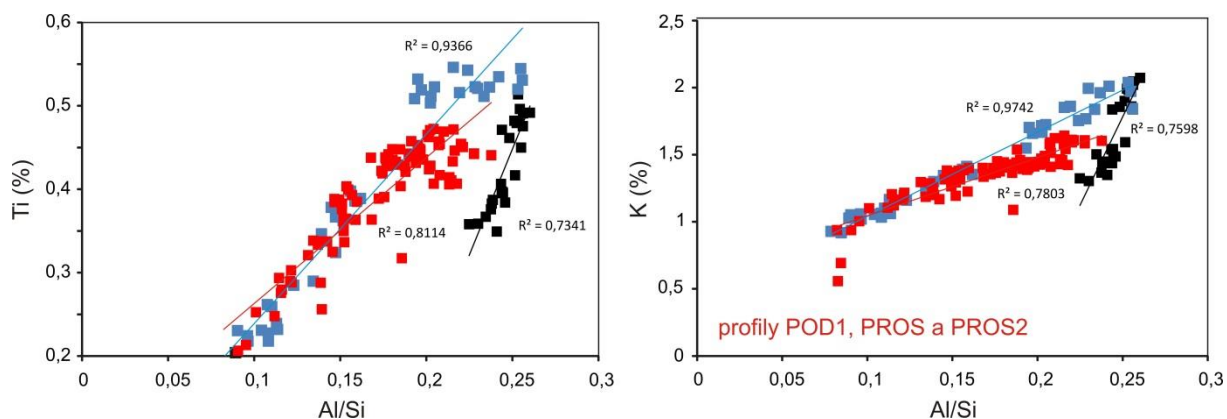 0,6
0,5
0,4
0,3
0,2
Ti (%)
R² = 0,9366
R² = 0,8114
R² = 0,7341
0
0,05
0,1
0,15
0,2
0,25
0,3
Al/Si
2,5
2
1,5
1
0,5
0
K (%)
R² = 0,9742
R² = 0,7598
R² = 0,7803
profily POD1, PROS a PROS2
0
0,05
0,1
0,15
0,2
0,25
0,3
Al/Si